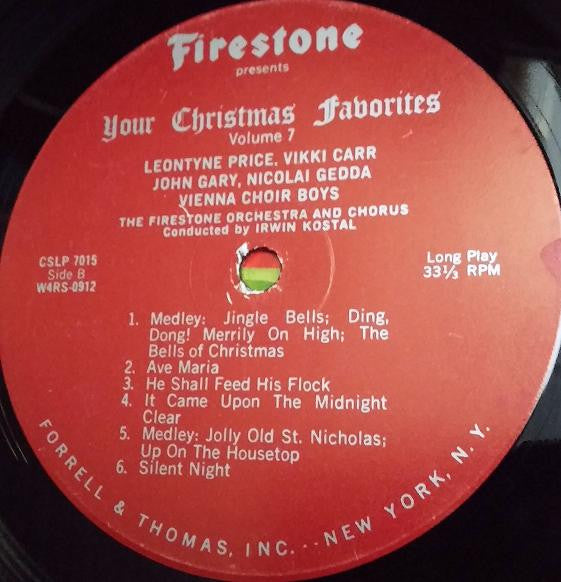 Firestone
presents
Your Christmas Favorites
Volume 7
LEONTYNE PRICE, VIKKI CARR
JOHN GARY, NICOLAI GEDDA
VIENNA CHOIR BOYS
THE FIRESTONE ORCHESTRA AND CHORUS
Conducted by IRWIN KOSTAL
CSLP 7015
Side B
W4RS-0912
Long Play
33⅓ RPM
1. Medley: Jingle Bells; Ding,
Dong! Merrily On High; The
Bells of Christmas
2. Ave Maria
3. He Shall Feed His Flock
4. It Came Upon The Midnight
Clear
5. Medley: Jolly Old St. Nicholas;
Up On The Housetop
6. Silent Night
FORRELL & THOMAS, INC...NEW YORK, N.Y.